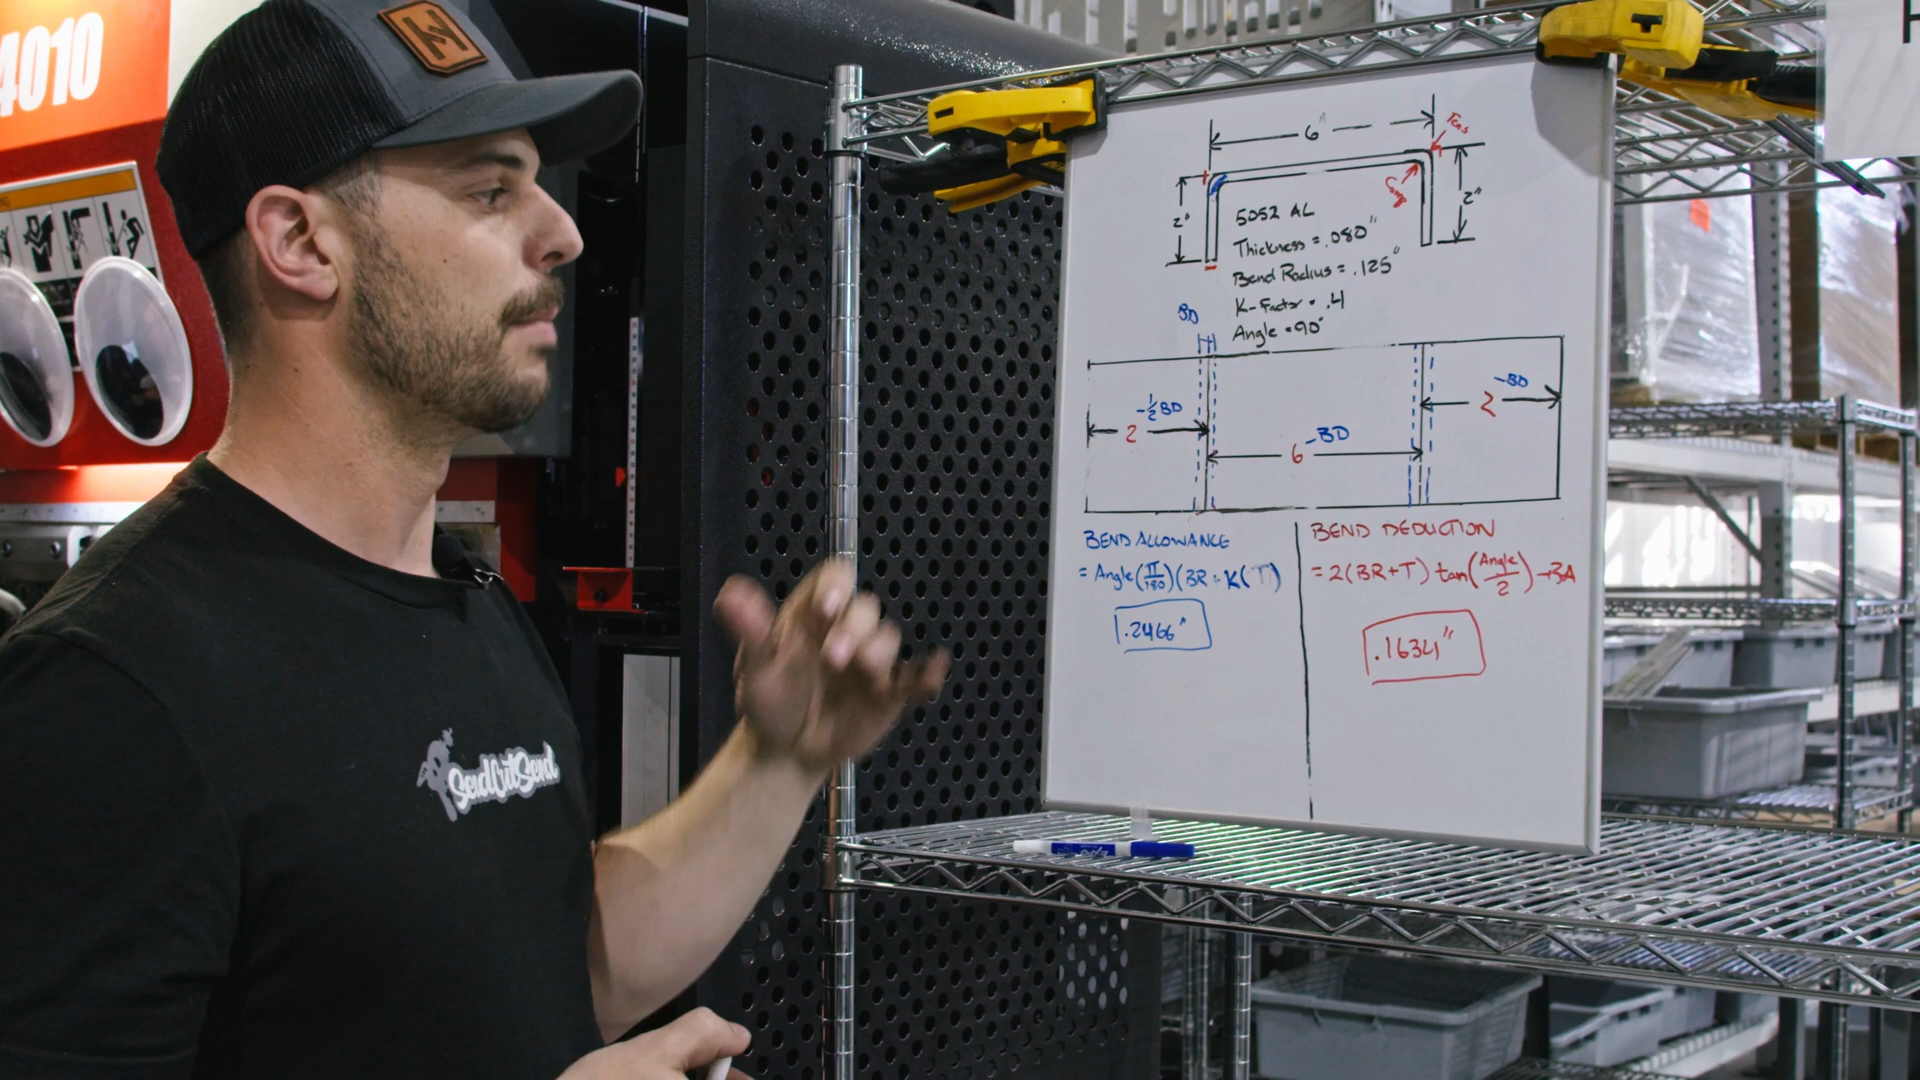 4010
SendCutSend
6"
Tens
2"
2"
5052 AL
Thickness = .080"
Bend Radius = .125"
K-Factor = .4
Angle = 90°
BD
-½BD
2
-BD
6
-BD
2
BEND ALLOWANCE
= Angle(π/180)(BR + K(T)
.2466"
BEND DEDUCTION
= 2(BR+T) tan(Angle/2) - BA
.1634"